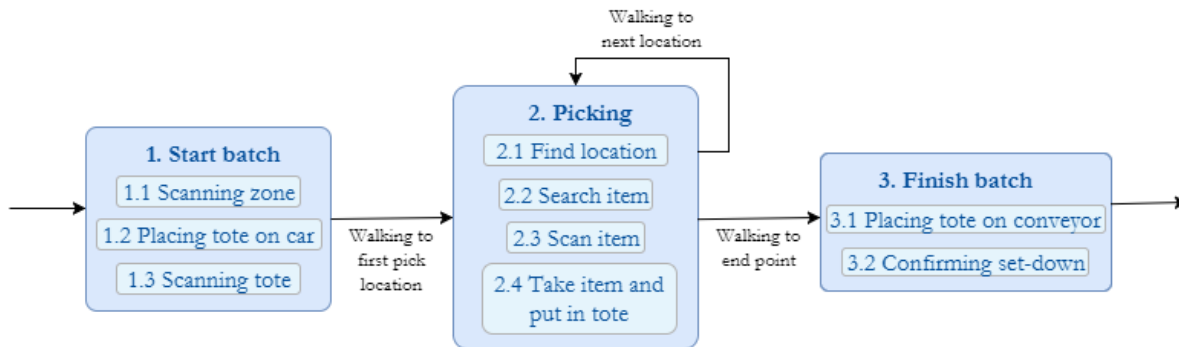 1. Start batch
1.1 Scanning zone
1.2 Placing tote on car
1.3 Scanning tote
Walking to
first pick
location
Walking to
next location
2. Picking
2.1 Find location
2.2 Search item
2.3 Scan item
2.4 Take item and
put in tote
Walking to
end point
3. Finish batch
3.1 Placing tote on conveyor
3.2 Confirming set-down